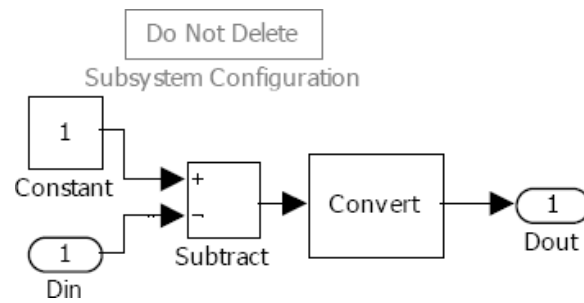 Do Not Delete
Subsystem Configuration
1
Constant
+
-
Subtract
Convert
1
Dout
1
Din